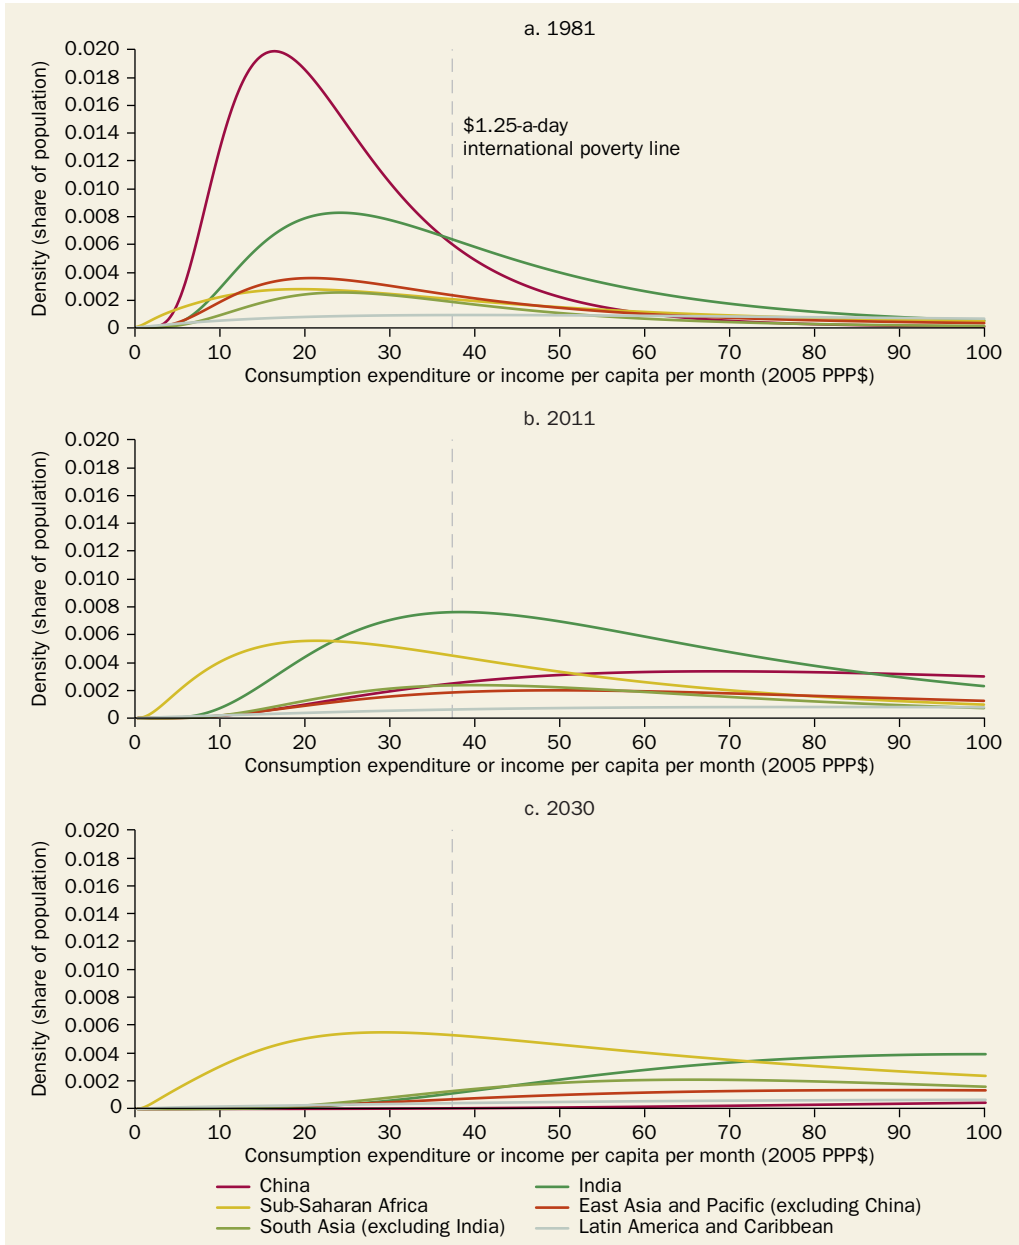 a. 1981
Density (share of population)
0.020
0.018
0.016
0.014
0.012
0.010
0.008
0.006
0.004
0.002
0
$1.25-a-day
international poverty line
0 10 20 30 40 50 60 70 80 90 100
Consumption expenditure or income per capita per month (2005 PPP$)
b. 2011
Density (share of population)
0.020
0.018
0.016
0.014
0.012
0.010
0.008
0.006
0.004
0.002
0
0 10 20 30 40 50 60 70 80 90 100
Consumption expenditure or income per capita per month (2005 PPP$)
c. 2030
Density (share of population)
0.020
0.018
0.016
0.014
0.012
0.010
0.008
0.006
0.004
0.002
0
0 10 20 30 40 50 60 70 80 90 100
Consumption expenditure or income per capita per month (2005 PPP$)
China
India
Sub-Saharan Africa
East Asia and Pacific (excluding China)
South Asia (excluding India)
Latin America and Caribbean